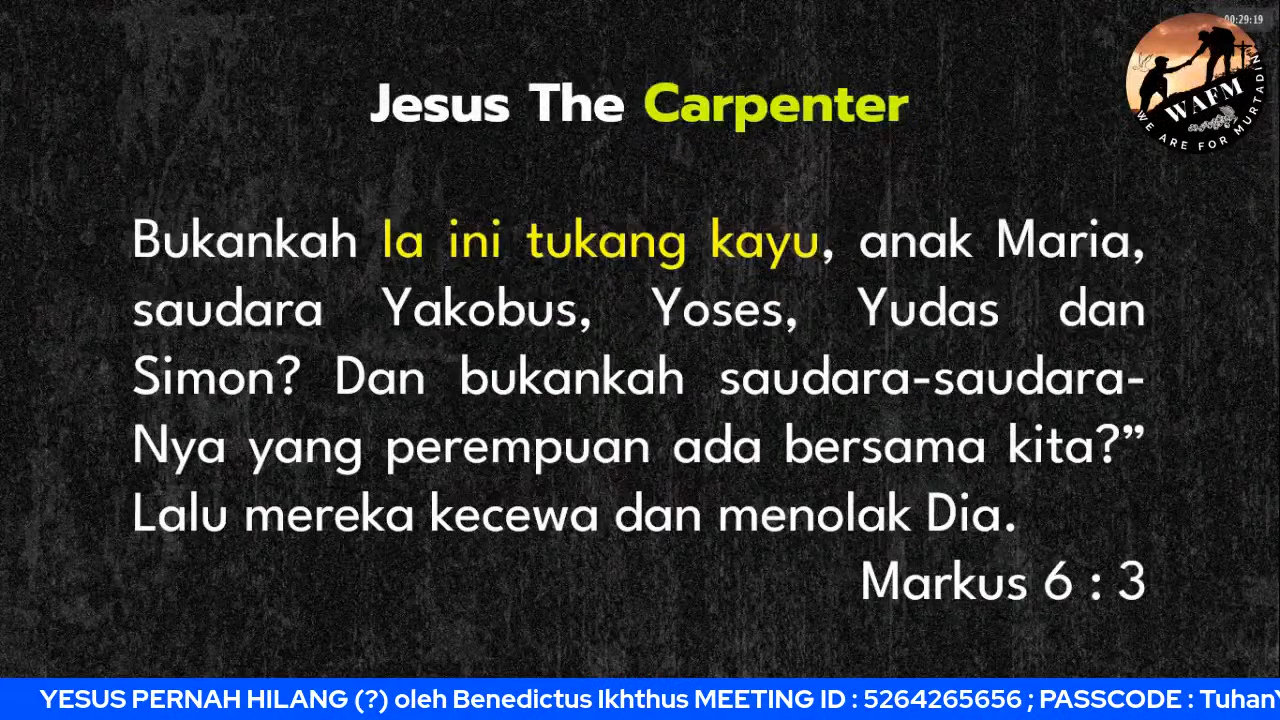 00:29:19
Jesus The Carpenter
WAFM
WE ARE FOR MURTADIN
Bukankah Ia ini tukang kayu, anak Maria,
saudara Yakobus, Yoses, Yudas dan
Simon? Dan bukankah saudara-saudara-
Nya yang perempuan ada bersama kita?”
Lalu mereka kecewa dan menolak Dia.
Markus 6 : 3
YESUS PERNAH HILANG (?) oleh Benedictus Ikhthus MEETING ID : 5264265656 ; PASSCODE : Tuhan